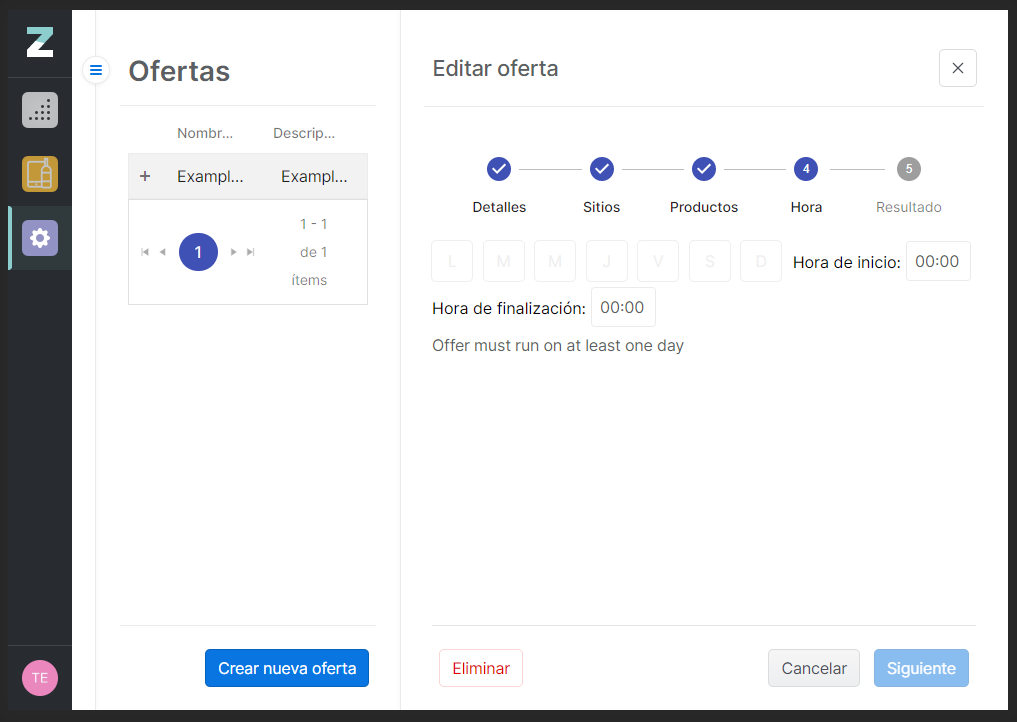 Z
Ofertas
Nombr... Descrip...
+ Exampl... Exampl...
1
1 - 1
de 1
ítems
Crear nueva oferta
TE
Editar oferta
Detalles
Sitios
Productos
4
Hora
5
Resultado
L M M J V S D Hora de inicio: 00:00
Hora de finalización: 00:00
Offer must run on at least one day
Eliminar
Cancelar
Siguiente